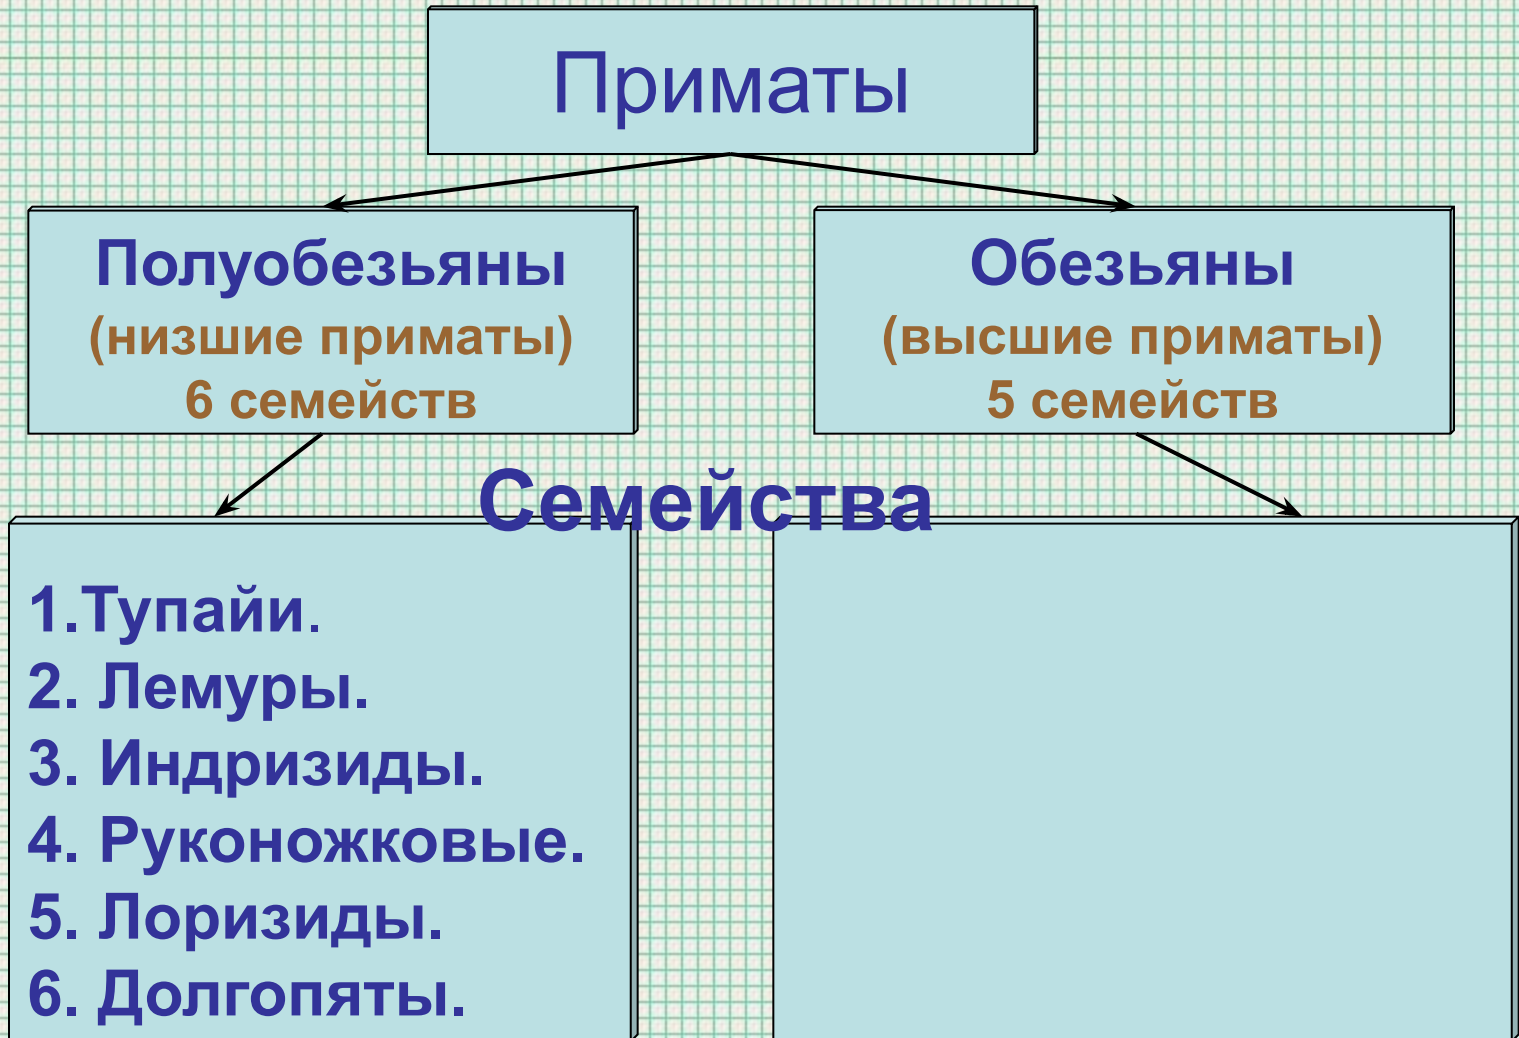 Приматы
Полуобезьяны
(низшие приматы)
6 семейств
Обезьяны
(высшие приматы)
5 семейств
Семейства
1.Тупайи.
2. Лемуры.
3. Индризиды.
4. Руконожковые.
5. Лоризиды.
6. Долгопяты.